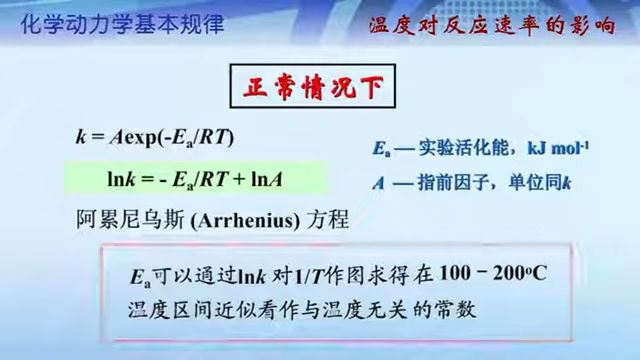 化学动力学基本规律
温度对反应速率的影响
正常情况下
k = Aexp(-Ea/RT)
Ea — 实验活化能，kJ mol-1
lnk = - Ea/RT + lnA
A — 指前因子，单位同k
阿累尼乌斯 (Arrhenius) 方程
Ea可以通过lnk 对1/T作图求得在 100－200ºC
温度区间近似看作与温度无关的常数